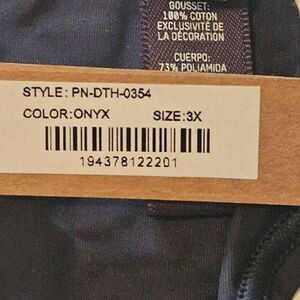 GOUSSET:
100% COTON
EXCLUSIVITÉ DE
LA DÉCORATION
CUERPO:
73% POLIAMIDA
STYLE: PN-DTH-0354
COLOR:ONYX SIZE:3X
194378122201